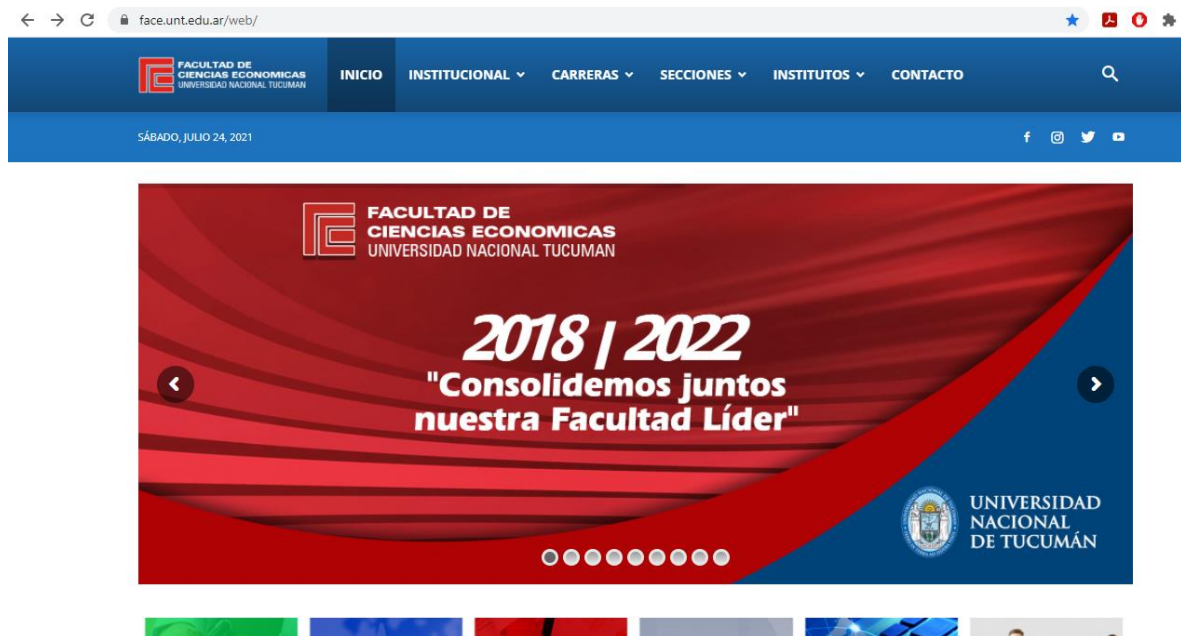 face.unt.edu.ar/web/
FACULTAD DE
CIENCIAS ECONOMICAS
UNIVERSIDAD NACIONAL TUCUMAN
INICIO INSTITUCIONAL CARRERAS SECCIONES INSTITUTOS CONTACTO
SÁBADO, JULIO 24, 2021
FACULTAD DE
CIENCIAS ECONOMICAS
UNIVERSIDAD NACIONAL TUCUMAN
2018 / 2022
"Consolidemos juntos
nuestra Facultad Líder"
UNIVERSIDAD
NACIONAL
DE TUCUMÁN